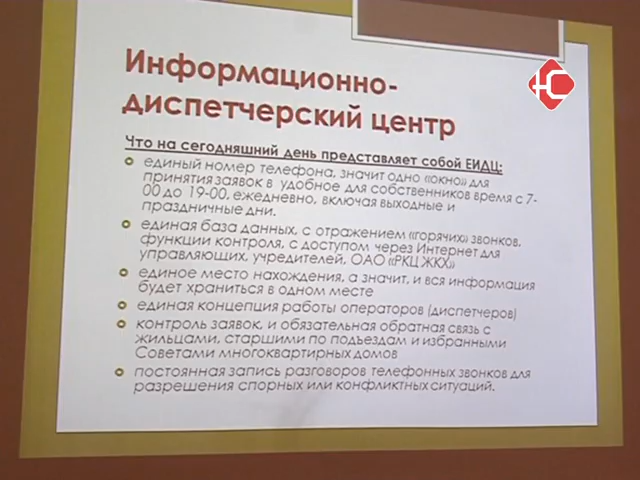 Информационно-
диспетчерский центр
Что на сегодняшний день представляет собой ЕИДЦ:
единый номер телефона, значит одно «окно» для
принятия заявок в удобное для собственников время с 7-
00 до 19-00, ежедневно, включая выходные и
праздничные дни.
единая база данных, с отражением «горячих» звонков,
функции контроля, с доступом через Интернет для
управляющих, учредителей, ОАО «РКЦ ЖКХ»
единое место нахождения, а значит, и вся информация
будет храниться в одном месте
единая концепция работы операторов (диспетчеров)
контроль заявок, и обязательная обратная связь с
жильцами, старшими по подъездам и избранными
Советами многоквартирных домов
постоянная запись разговоров телефонных звонков для
разрешения спорных или конфликтных ситуаций.
Ю